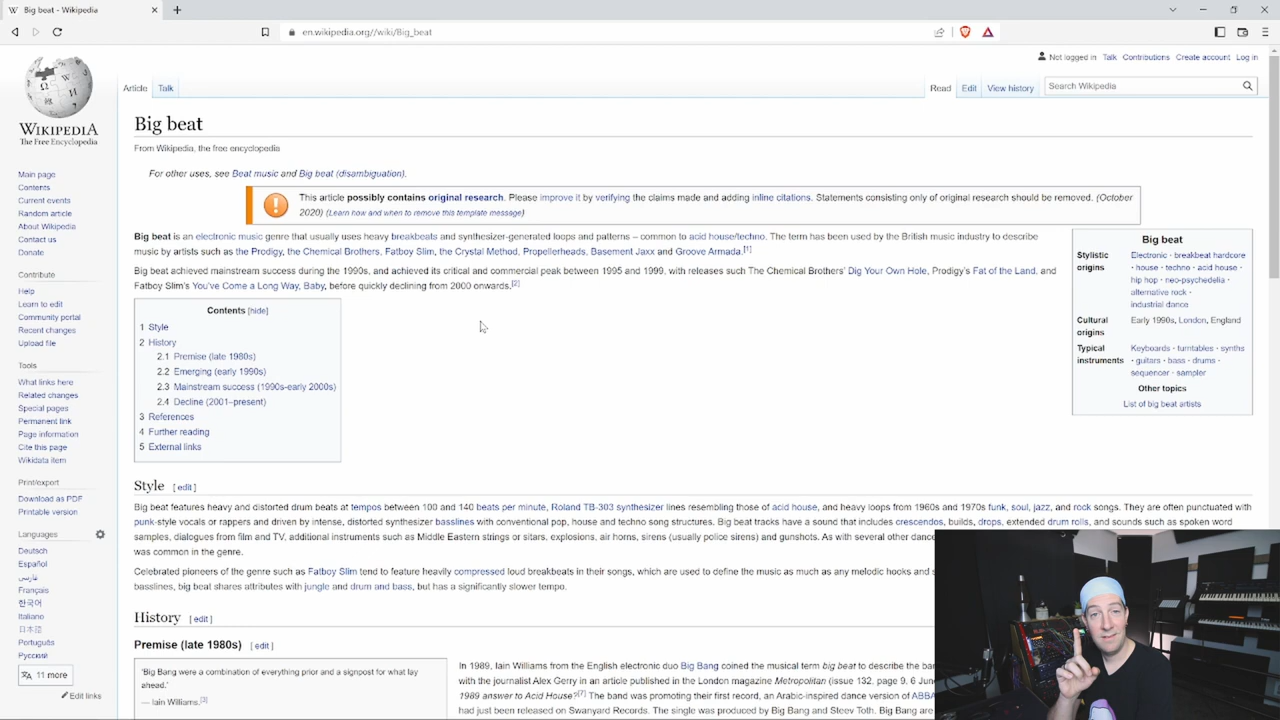 Big beat - Wikipedia
en.wikipedia.org//wiki/Big_beat
Not logged in Talk Contributions Create account Log in
Article Talk Read Edit View history Search Wikipedia
WIKIPEDIA
The Free Encyclopedia
Main page
Contents
Current events
Random article
About Wikipedia
Contact us
Donate
Contribute
Help
Learn to edit
Community portal
Recent changes
Upload file
Tools
What links here
Related changes
Special pages
Permanent link
Page information
Cite this page
Wikidata item
Print/export
Download as PDF
Printable version
Languages
Deutsch
Español
فارسی
Français
한국어
Italiano
日本語
Português
Русский
11 more
Edit links
Big beat
From Wikipedia, the free encyclopedia
For other uses, see Beat music and Big beat (disambiguation).
This article possibly contains original research. Please improve it by verifying the claims made and adding inline citations. Statements consisting only of original research should be removed. (October
2020) (Learn how and when to remove this template message)
Big beat is an electronic music genre that usually uses heavy breakbeats and synthesizer-generated loops and patterns – common to acid house/techno. The term has been used by the British music industry to describe
music by artists such as the Prodigy, the Chemical Brothers, Fatboy Slim, the Crystal Method, Propellerheads, Basement Jaxx and Groove Armada.[1]
Big beat achieved mainstream success during the 1990s, and achieved its critical and commercial peak between 1995 and 1999, with releases such The Chemical Brothers' Dig Your Own Hole, Prodigy's Fat of the Land, and
Fatboy Slim's You've Come a Long Way, Baby, before quickly declining from 2000 onwards.[2]
Big beat
Stylistic origins
Electronic · breakbeat hardcore
· house · techno · acid house ·
hip hop · neo-psychedelia ·
alternative rock ·
industrial dance
Cultural origins
Early 1990s, London, England
Typical instruments
Keyboards · turntables · synths
· guitars · bass · drums ·
sequencer · sampler
Other topics
List of big beat artists
Contents [hide]
1 Style
2 History
2.1 Premise (late 1980s)
2.2 Emerging (early 1990s)
2.3 Mainstream success (1990s-early 2000s)
2.4 Decline (2001–present)
3 References
4 Further reading
5 External links
Style [ edit ]
Big beat features heavy and distorted drum beats at tempos between 100 and 140 beats per minute, Roland TB-303 synthesizer lines resembling those of acid house, and heavy loops from 1960s and 1970s funk, soul, jazz, and rock songs. They are often punctuated with
punk-style vocals or rappers and driven by intense, distorted synthesizer basslines with conventional pop, house and techno song structures. Big beat tracks have a sound that includes crescendos, builds, drops, extended drum rolls, and sounds such as spoken word
samples, dialogues from film and TV, additional instruments such as Middle Eastern strings or sitars, explosions, air horns, sirens (usually police sirens) and gunshots. As with several other dance
was common in the genre.
Celebrated pioneers of the genre such as Fatboy Slim tend to feature heavily compressed loud breakbeats in their songs, which are used to define the music as much as any melodic hooks and
basslines, big beat shares attributes with jungle and drum and bass, but has a significantly slower tempo.
History [ edit ]
Premise (late 1980s) [ edit ]
'Big Bang were a combination of everything prior and a signpost for what lay
ahead.'
— Iain Williams.[3]
In 1989, Iain Williams from the English electronic duo Big Bang coined the musical term big beat to describe the ba
with the journalist Alex Gerry in an article published in the London magazine Metropolitan (issue 132, page 9, 6 June
1989 answer to Acid House?[7] The band was promoting their first record, an Arabic-inspired dance version of ABBA
had just been released on Swanyard Records. The single was produced by Big Bang and Steev Toth. Big Bang are